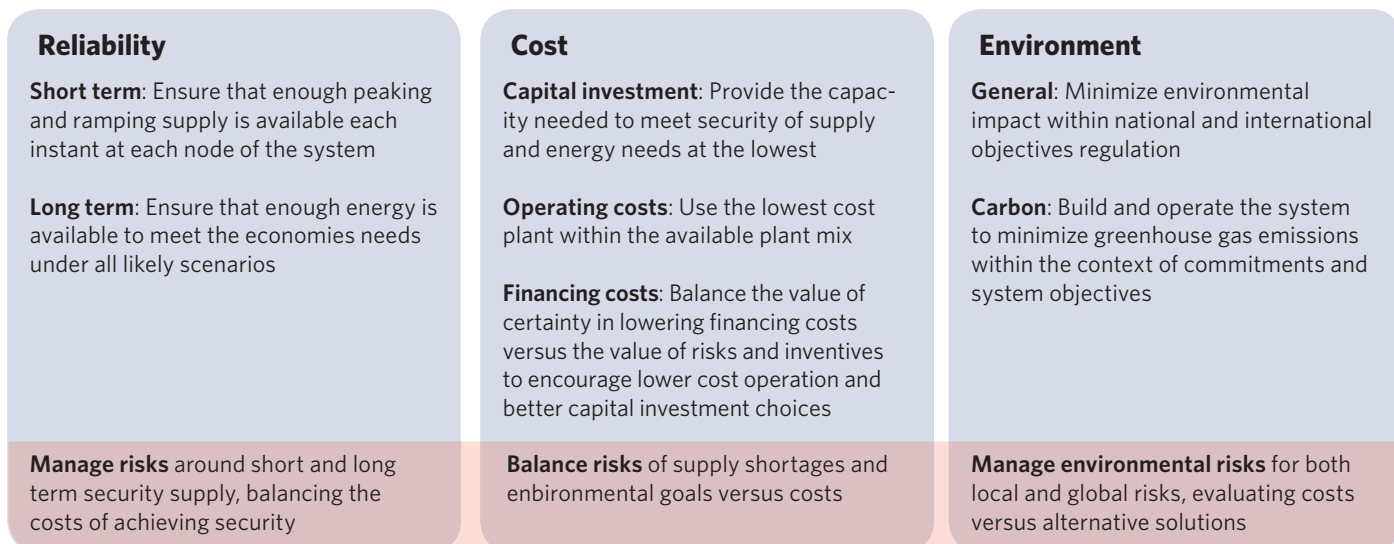 Reliability
Short term: Ensure that enough peaking
and ramping supply is available each
instant at each node of the system
Long term: Ensure that enough energy is
available to meet the economies needs
under all likely scenarios
Manage risks around short and long
term security supply, balancing the
costs of achieving security
Cost
Capital investment: Provide the capac-
ity needed to meet security of supply
and energy needs at the lowest
Operating costs: Use the lowest cost
plant within the available plant mix
Financing costs: Balance the value of
certainty in lowering financing costs
versus the value of risks and inventives
to encourage lower cost operation and
better capital investment choices
Balance risks of supply shortages and
enbironmental goals versus costs
Environment
General: Minimize environmental
impact within national and international
objectives regulation
Carbon: Build and operate the system
to minimize greenhouse gas emissions
within the context of commitments and
system objectives
Manage environmental risks for both
local and global risks, evaluating costs
versus alternative solutions